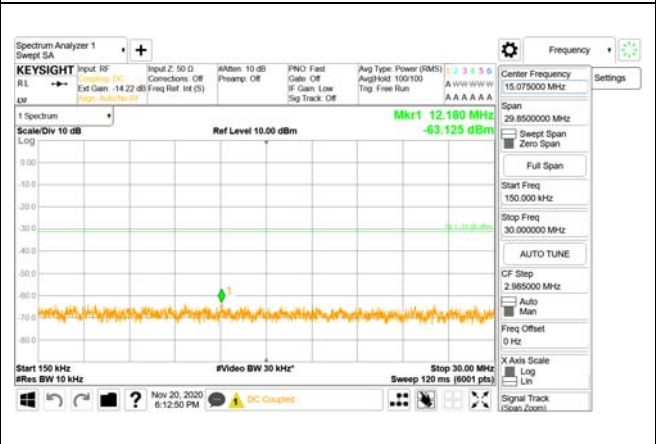 Spectrum Analyzer 1
Swept SA
Frequency
KEYSIGHT
RL
Input: RF
Coupling: DC
Ext Gain: -14.22 dB
Align: Auto/No RF
Input Z: 50 Ω
Corrections: Off
Freq Ref: Int (S)
#Atten: 10 dB
Preamp: Off
PNO: Fast
Gate: Off
IF Gain: Low
Sig Track: Off
Avg Type: Power (RMS)
Avg|Hold: 100/100
Trig: Free Run
1 2 3 4 5 6
A W W W W W
A A A A A A
1 Spectrum
Scale/Div 10 dB
Log
Ref Level 10.00 dBm
Mkr1 12.180 MHz
-63.125 dBm
0.00
-10.0
-20.0
-30.0
-40.0
-50.0
-60.0
-70.0
-80.0
1
Start 150 kHz
#Res BW 10 kHz
#Video BW 30 kHz*
Stop 30.00 MHz
Sweep 120 ms (6001 pts)
Nov 20, 2020
6:12:50 PM
DC Coupled
Center Frequency
15.075000 MHz
Settings
Span
29.8500000 MHz
Swept Span
Zero Span
Full Span
Start Freq
150.000 kHz
Stop Freq
30.000000 MHz
AUTO TUNE
CF Step
2.985000 MHz
Auto
Man
Freq Offset
0 Hz
X Axis Scale
Log
Lin
Signal Track
(Span Zoom)